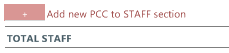 + Add new PCC to STAFF section
TOTAL STAFF